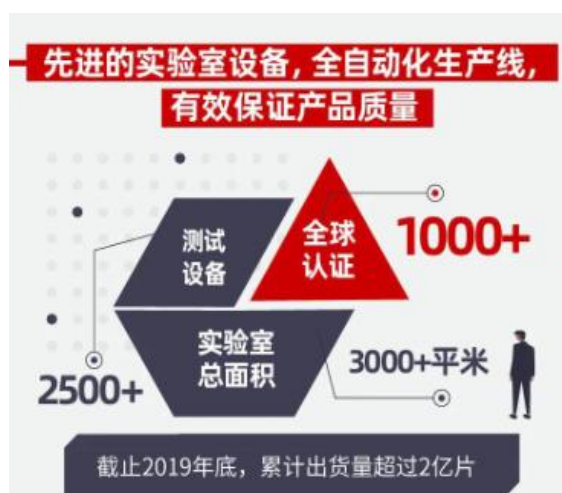 先进的实验室设备,全自动化生产线,
有效保证产品质量
测试
设备
全球
认证
1000+
实验室
总面积
3000+平米
2500+
截止2019年底，累计出货量超过2亿片